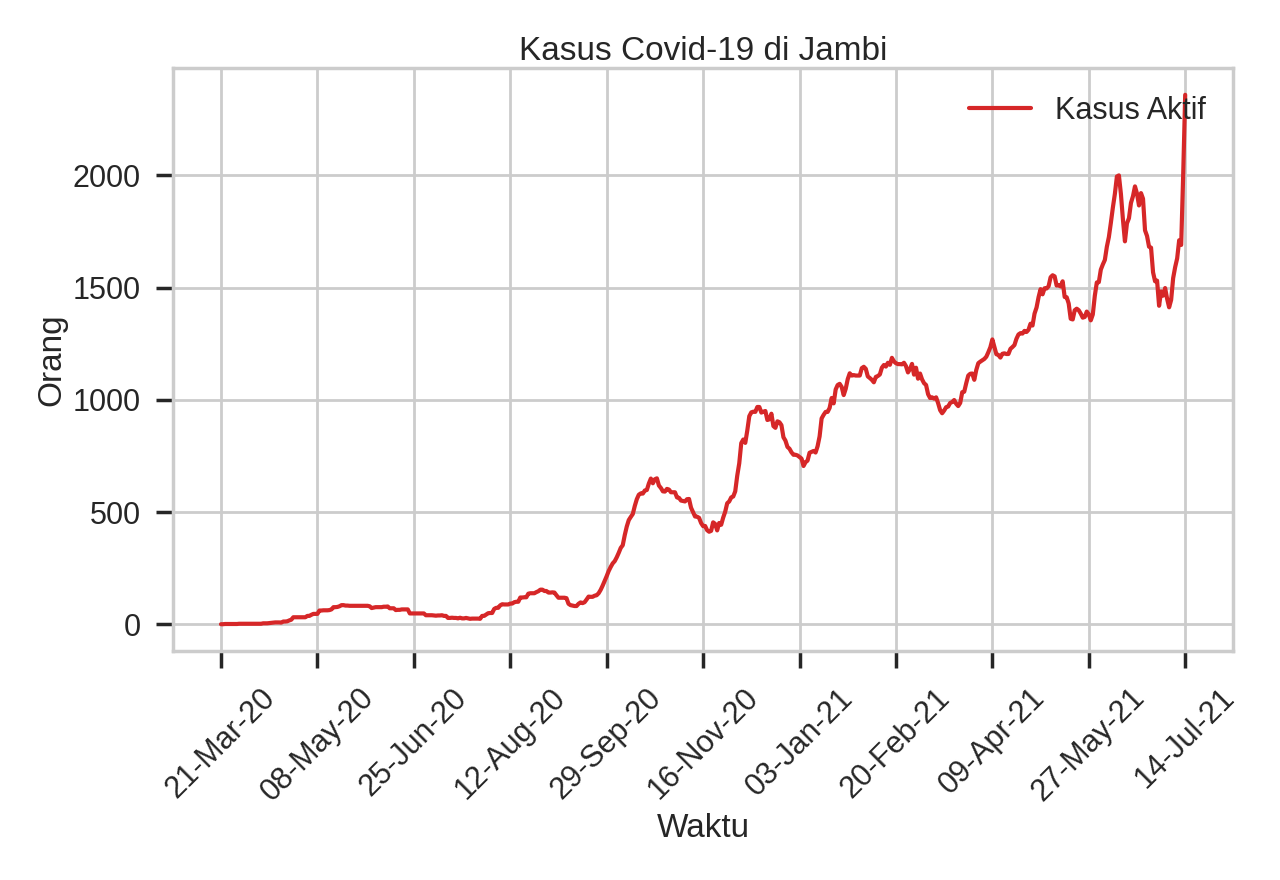 Kasus Covid-19 di Jambi
Kasus Aktif
2000
1500
1000
500
0
Orang
21-Mar-20
08-May-20
25-Jun-20
12-Aug-20
29-Sep-20
16-Nov-20
03-Jan-21
20-Feb-21
09-Apr-21
27-May-21
14-Jul-21
Waktu